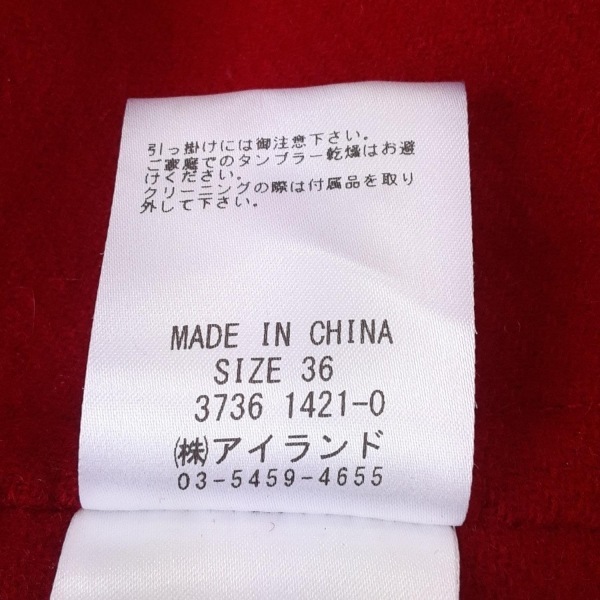 引っ掛けには御注意下さい。
ご家庭でのタンブラー乾燥はお避
けください。
クリーニングの際は付属品を取り
外して下さい。
MADE IN CHINA
SIZE 36
3736 1421-0
㈱アイランド
03-5459-4655